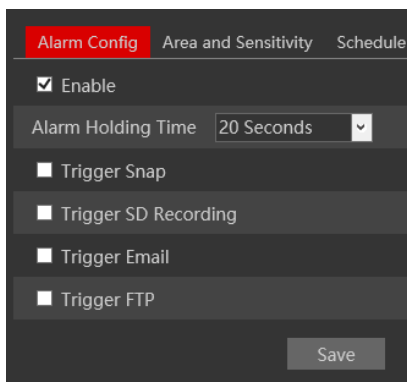 Alarm Config Area and Sensitivity Schedule
Enable
Alarm Holding Time 20 Seconds
Trigger Snap
Trigger SD Recording
Trigger Email
Trigger FTP
Save